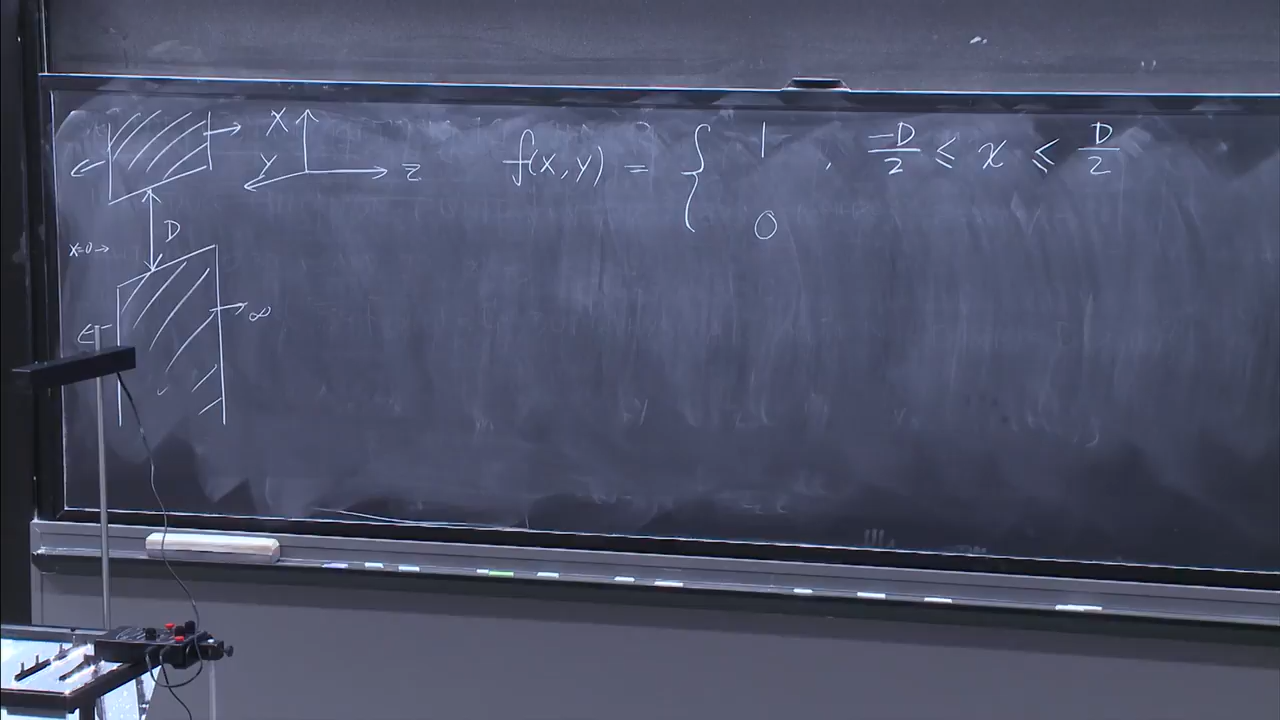 X
Y
Z
D
x=0 →
∞
f(x,y) = { 1 , -D/2 ≤ x ≤ D/2
0